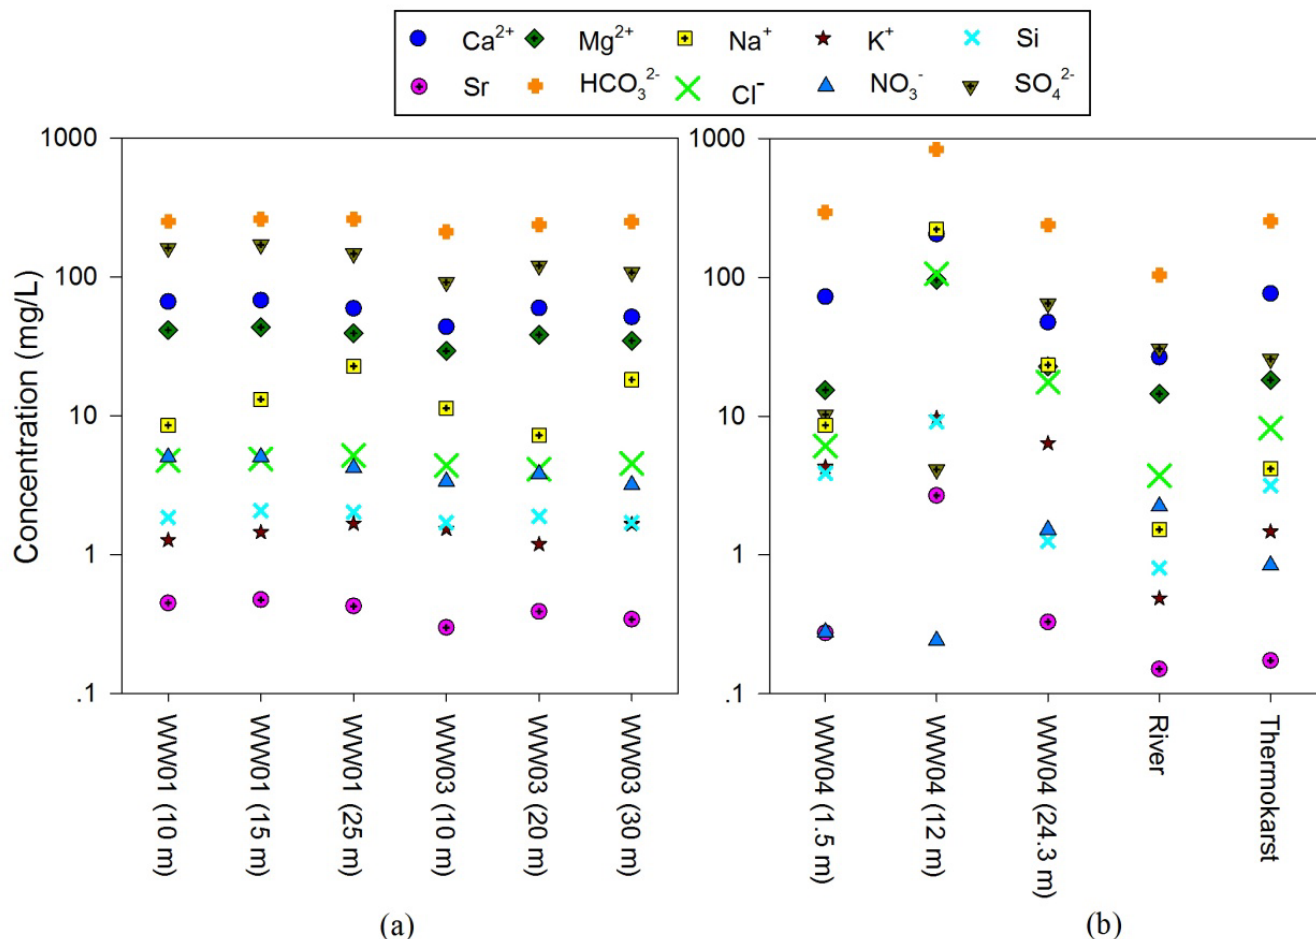 Ca²⁺ Mg²⁺ Na⁺ K⁺ Si
Sr HCO₃²⁻ Cl⁻ NO₃⁻ SO₄²⁻
Concentration (mg/L)
1000
100
10
1
.1
WW01 (10 m)
WW01 (15 m)
WW01 (25 m)
WW03 (10 m)
WW03 (20 m)
WW03 (30 m)
(a)
1000
100
10
1
.1
WW04 (1.5 m)
WW04 (12 m)
WW04 (24.3 m)
River
Thermokarst
(b)